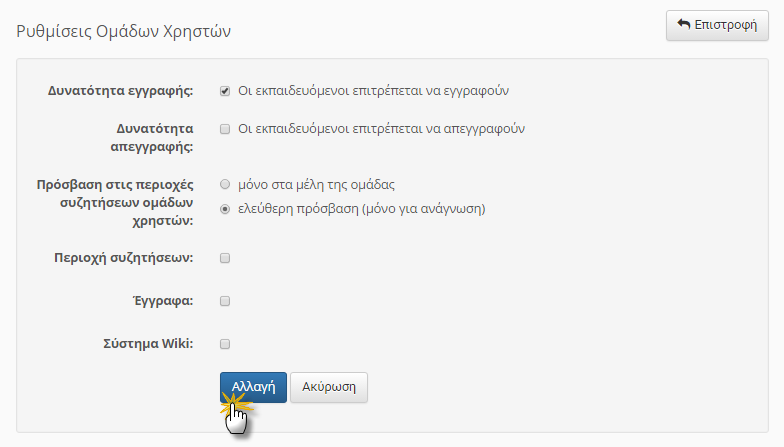 Ρυθμίσεις Ομάδων Χρηστών
Επιστροφή
Δυνατότητα εγγραφής:
Οι εκπαιδευόμενοι επιτρέπεται να εγγραφούν
Δυνατότητα
απεγγραφής:
Οι εκπαιδευόμενοι επιτρέπεται να απεγγραφούν
Πρόσβαση στις περιοχές
συζητήσεων ομάδων
χρηστών:
μόνο στα μέλη της ομάδας
ελεύθερη πρόσβαση (μόνο για ανάγνωση)
Περιοχή συζητήσεων:
Έγγραφα:
Σύστημα Wiki:
Αλλαγή
Ακύρωση